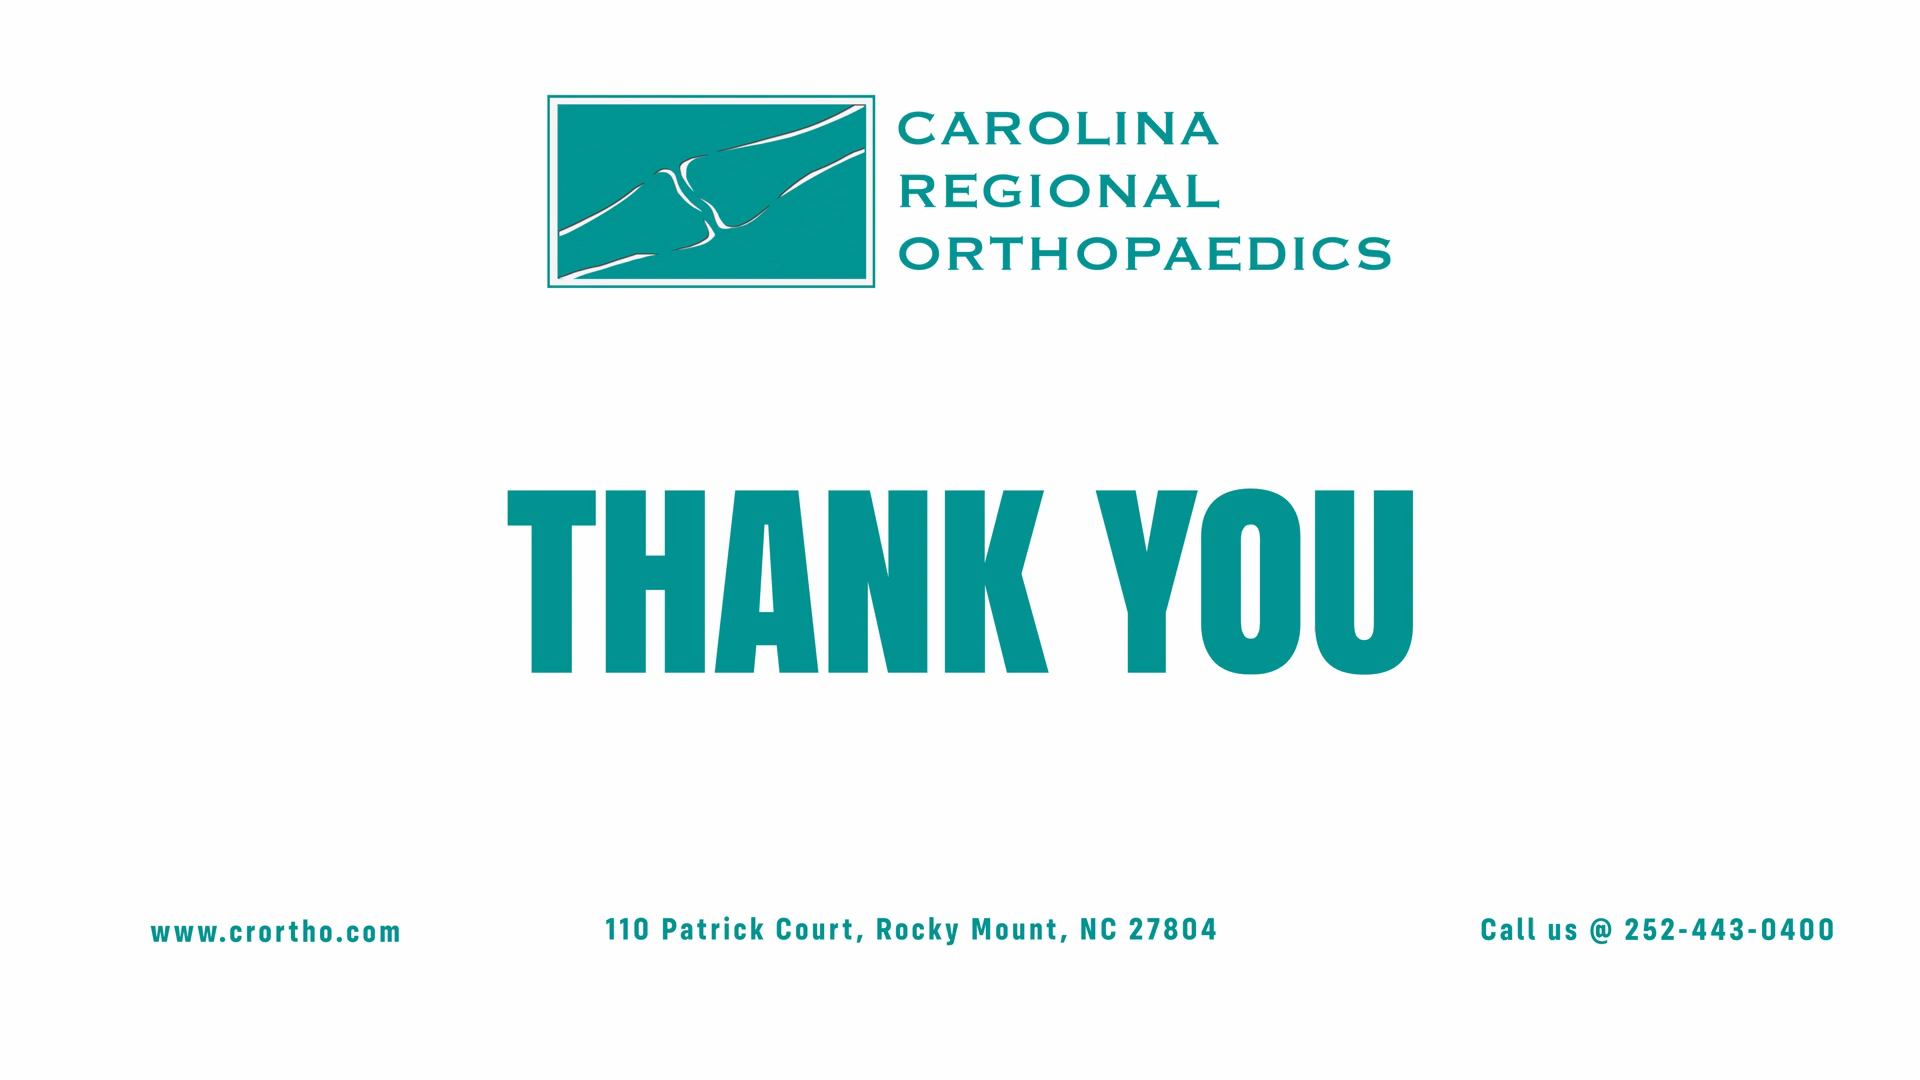 CAROLINA
REGIONAL
ORTHOPAEDICS
THANK YOU
www.crortho.com
110 Patrick Court, Rocky Mount, NC 27804
Call us @ 252-443-0400